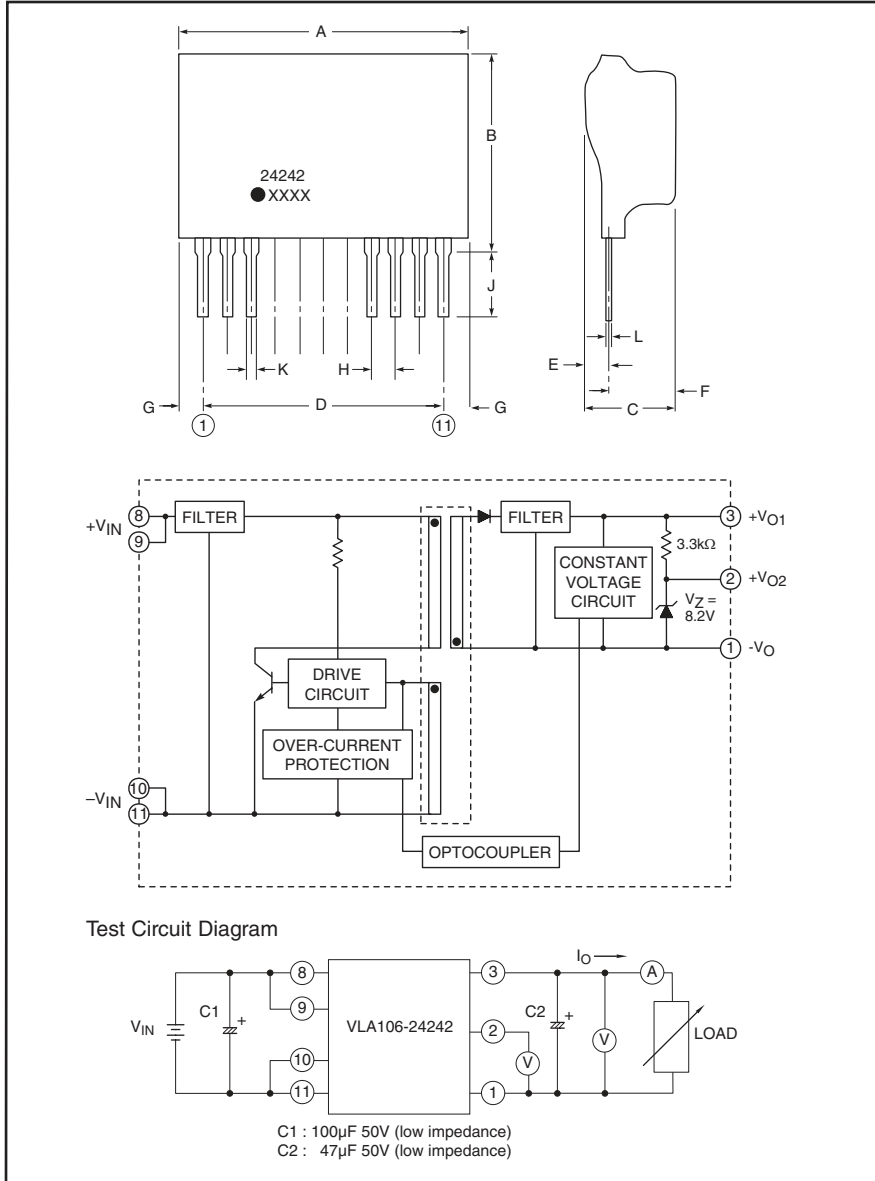 A
B
24242
●XXXX
J
K
H
L
E
G
D
G
C
F
1
11
8
+VIN
9
FILTER
FILTER
3
+VO1
3.3kΩ
CONSTANT
VOLTAGE
CIRCUIT
2
+VO2
VZ =
8.2V
1
-VO
DRIVE
CIRCUIT
OVER-CURRENT
PROTECTION
10
–VIN
11
OPTOCOUPLER
Test Circuit Diagram
IO
8
3
A
C1
+
9
C2
+
VIN
VLA106-24242
2
V
V
LOAD
10
11
1
C1 : 100µF 50V (low impedance)
C2 : 47µF 50V (low impedance)